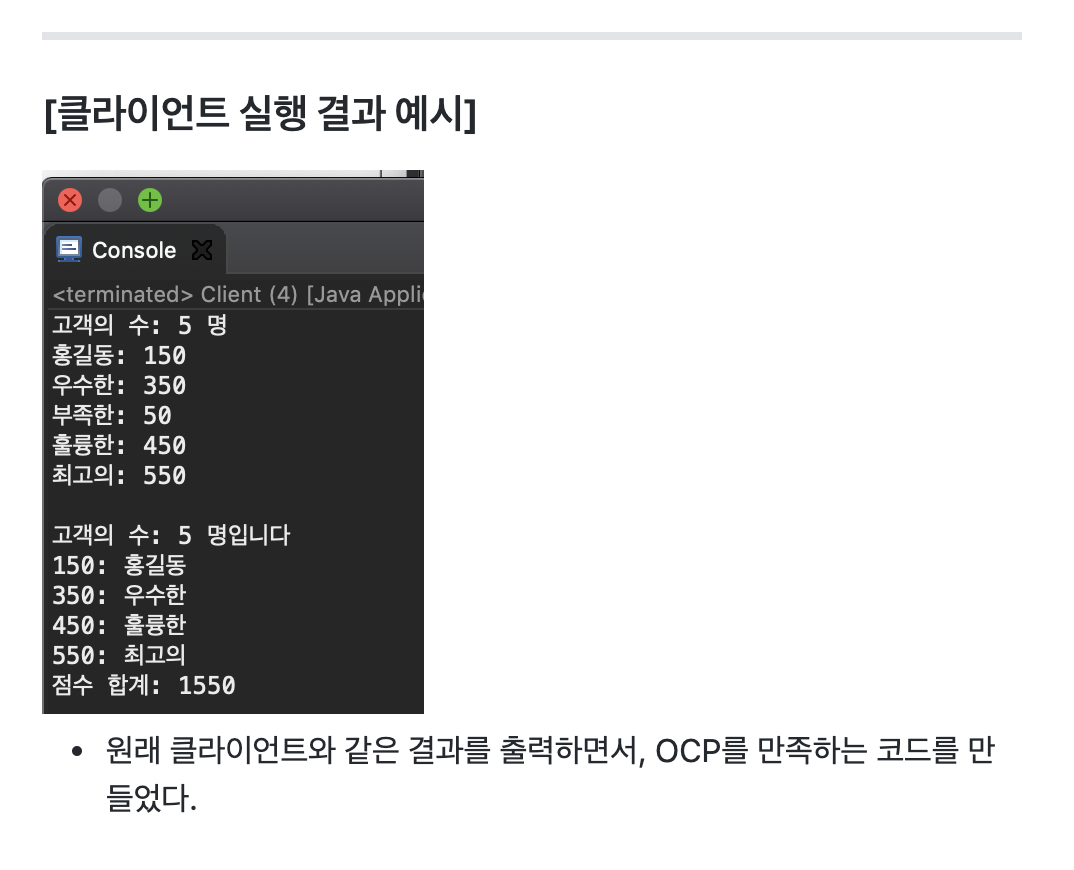 [클라이언트 실행 결과 예시]
Console
<terminated> Client (4) [Java Appli
고객의 수: 5 명
홍길동: 150
우수한: 350
부족한: 50
훌륭한: 450
최고의: 550
고객의 수: 5 명입니다
150: 홍길동
350: 우수한
450: 훌륭한
550: 최고의
점수 합계: 1550
• 원래 클라이언트와 같은 결과를 출력하면서, OCP를 만족하는 코드를 만
들었다.